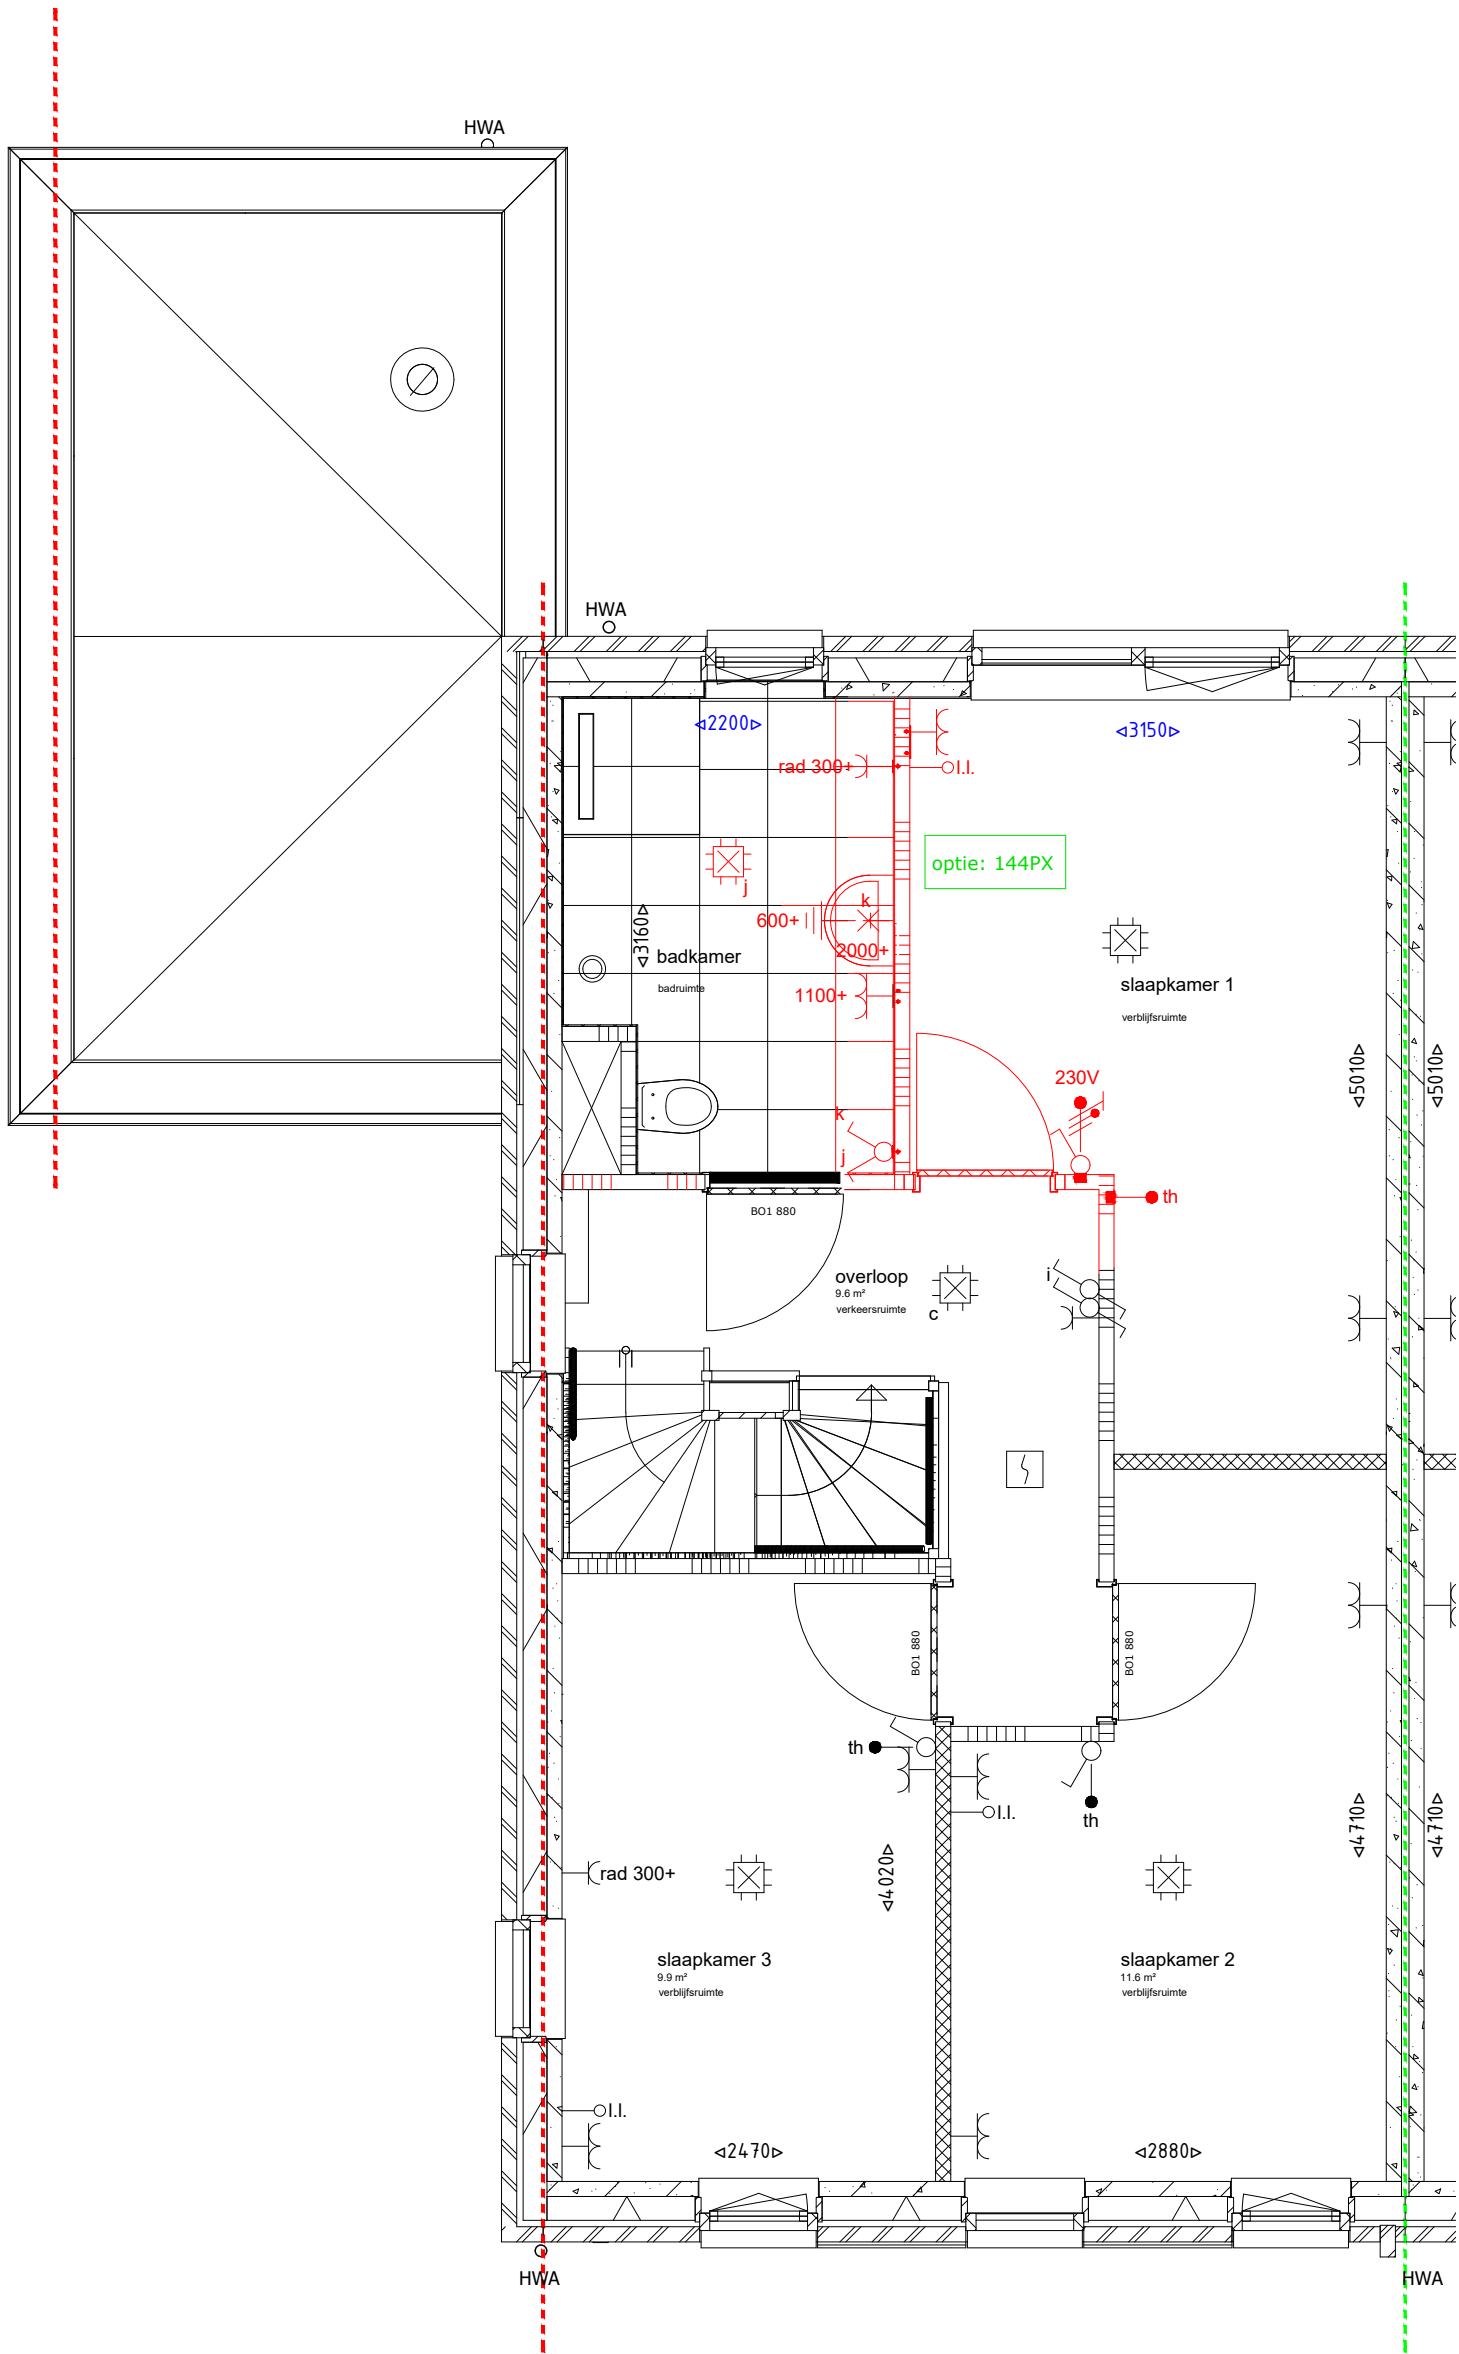 HWA
HWA
◁2200▷
◁3150▷
rad 300+
l.l.
optie: 144PX
j
k
600+
2000+
◁3160▷
badkamer
badruimte
1100+
slaapkamer 1
verblijfsruimte
◁5010▷
◁5010▷
230V
k
j
th
BO1 880
overloop
9.6 m²
verkeersruimte
c
i
BO1 880
BO1 880
th
l.l.
th
◁4710▷
◁4710▷
rad 300+
◁4020▷
slaapkamer 3
9.9 m²
verblijfsruimte
slaapkamer 2
11.6 m²
verblijfsruimte
l.l.
◁2470▷
◁2880▷
HWA
HWA